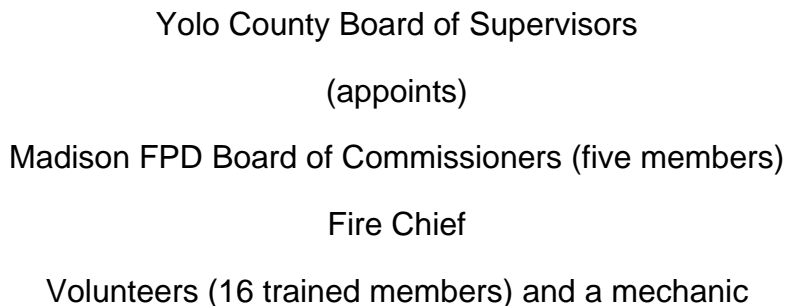 Yolo County Board of Supervisors
(appoints)
Madison FPD Board of Commissioners (five members)
Fire Chief
Volunteers (16 trained members) and a mechanic